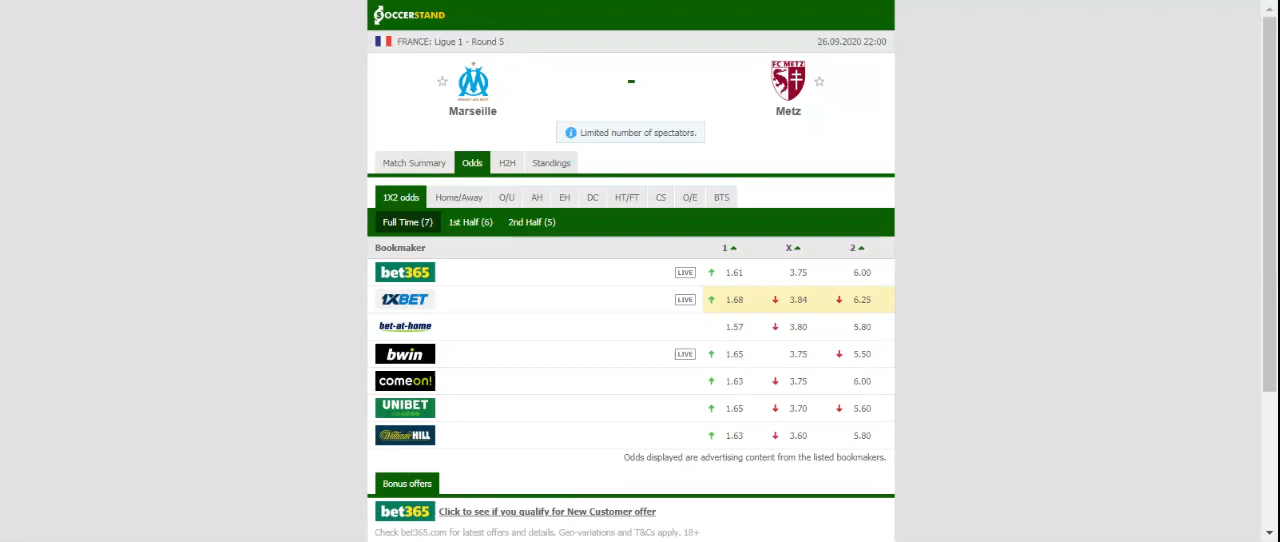 SOCCERSTAND
FRANCE: Ligue 1 - Round 5 26.09.2020 22:00
FC METZ
-
Marseille Metz
Limited number of spectators.
Match Summary Odds H2H Standings
1X2 odds Home/Away O/U AH EH DC HT/FT CS O/E BTS
Full Time (7) 1st Half (6) 2nd Half (5)
Bookmaker 1 X 2
bet365 LIVE 1.61 3.75 6.00
1XBET LIVE 1.68 3.84 6.25
bet-at-home 1.57 3.80 5.80
bwin LIVE 1.65 3.75 5.50
comeon! 1.63 3.75 6.00
UNIBET 1.65 3.70 5.60
William HILL 1.63 3.60 5.80
Odds displayed are advertising content from the listed bookmakers.
Bonus offers
bet365 Click to see if you qualify for New Customer offer
Check bet365.com for latest offers and details. Geo-variations and T&Cs apply. 18+